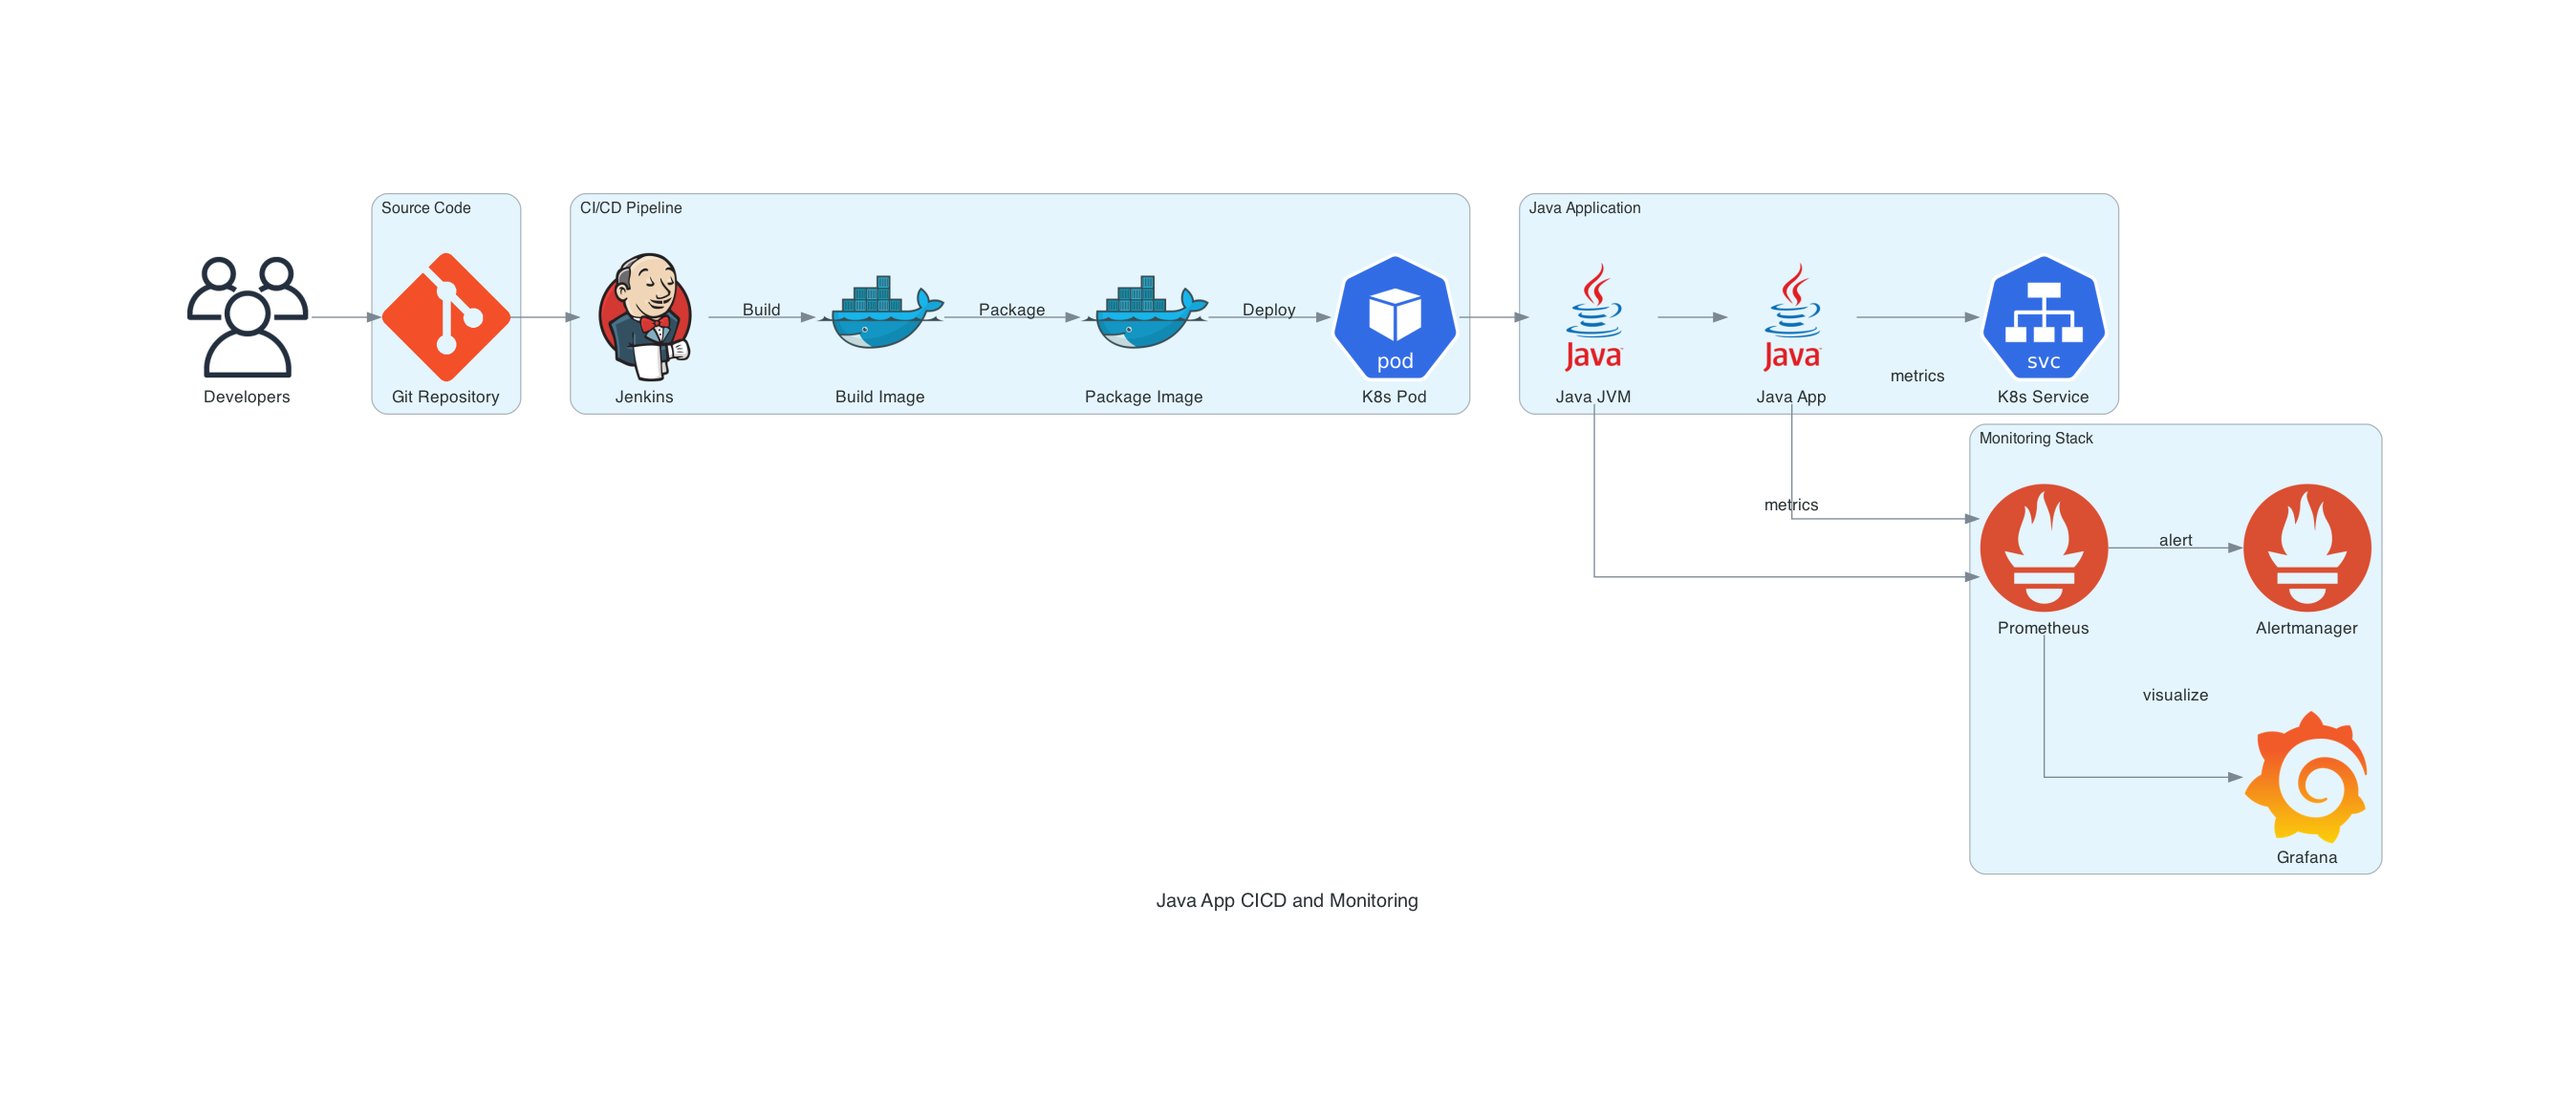 Source Code
CI/CD Pipeline
Java Application
Developers
Git Repository
Jenkins
Build
Build Image
Package
Package Image
Deploy
pod
K8s Pod
Java
Java JVM
Java
Java App
metrics
svc
K8s Service
Monitoring Stack
metrics
Prometheus
alert
Alertmanager
visualize
Grafana
Java App CICD and Monitoring